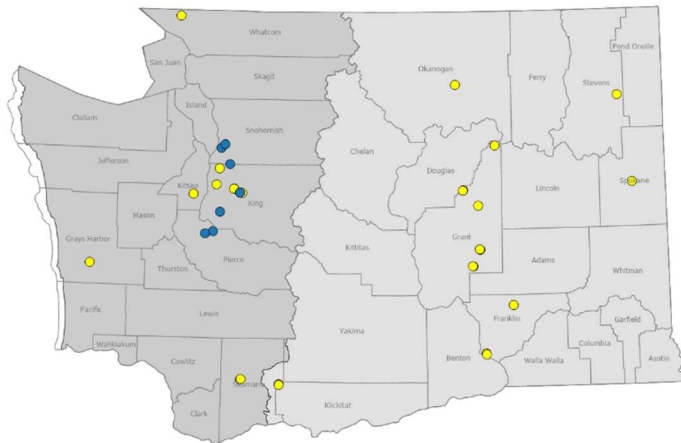 Whatcom
San Juan
Skagit
Okanogan
Ferry
Pend Oreille
Stevens
Island
Clallam
Snohomish
Chelan
Jefferson
Douglas
Kitsap
Lincoln
Spokane
Mason
King
Grays Harbor
Kittitas
Grant
Adams
Pierce
Thurston
Whitman
Pacific
Lewis
Franklin
Garfield
Yakima
Wahkiakum
Columbia
Cowlitz
Benton
Walla Walla
Asotin
Skamania
Klickitat
Clark